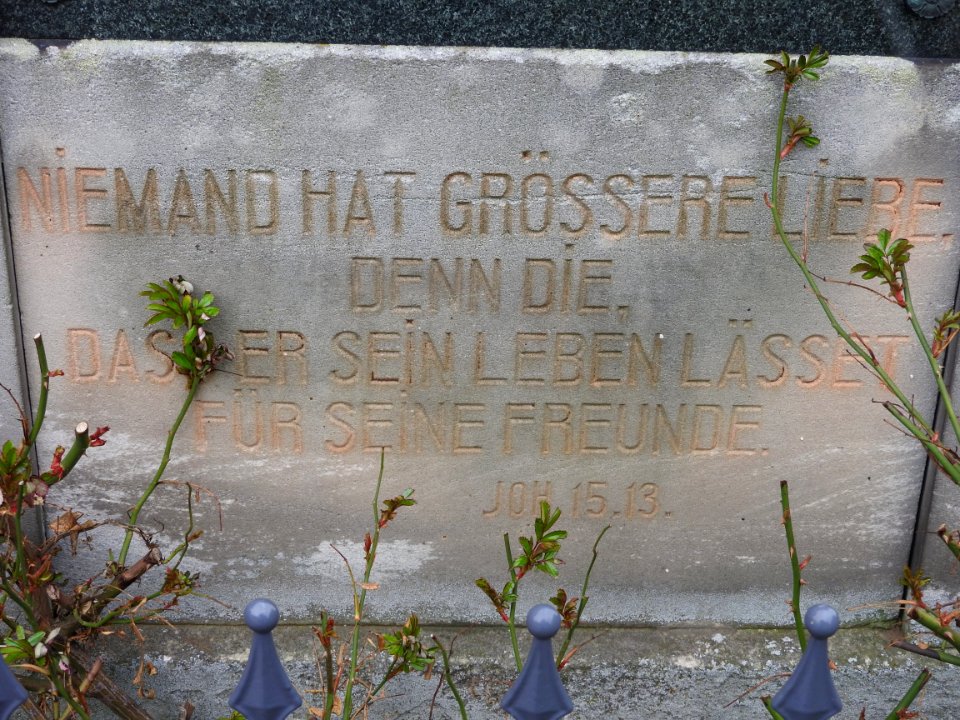 NIEMAND HAT GRÖSSERE LIEBE,
DENN DIE,
DASS ER SEIN LEBEN LÄSSET
FÜR SEINE FREUNDE.
JOH. 15.13.